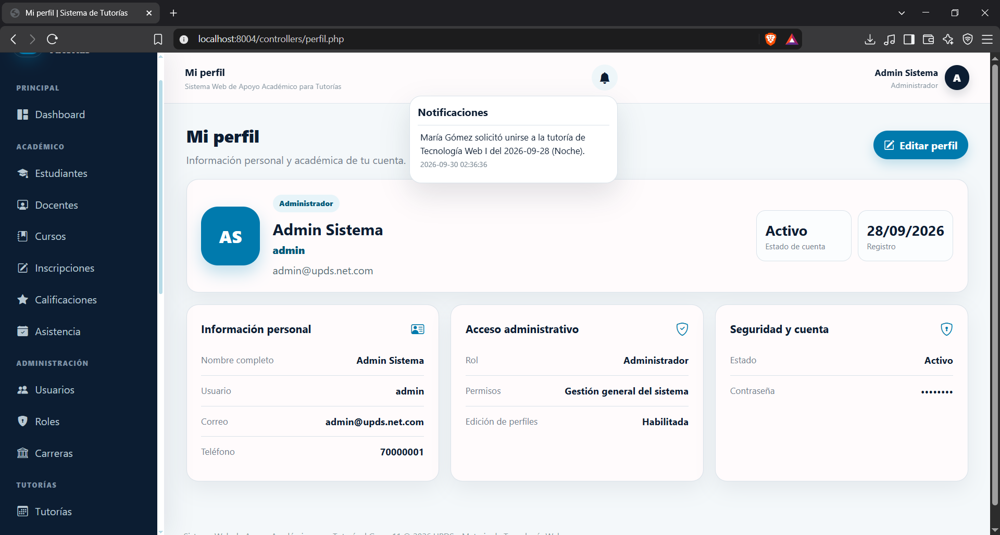 Mi perfil | Sistema de Tutorías
localhost:8004/controllers/perfil.php
PRINCIPAL
Dashboard
ACADÉMICO
Estudiantes
Docentes
Cursos
Inscripciones
Calificaciones
Asistencia
ADMINISTRACIÓN
Usuarios
Roles
Carreras
TUTORÍAS
Tutorías
Mi perfil
Sistema Web de Apoyo Académico para Tutorías
Admin Sistema
Administrador
A
Notificaciones
María Gómez solicitó unirse a la tutoría de
Tecnología Web I del 2026-09-28 (Noche).
2026-09-30 02:36:36
Mi perfil
Información personal y académica de tu cuenta.
Editar perfil
AS
Administrador
Admin Sistema
admin
admin@upds.net.com
Activo
Estado de cuenta
28/09/2026
Registro
Información personal
Nombre completo Admin Sistema
Usuario admin
Correo admin@upds.net.com
Teléfono 70000001
Acceso administrativo
Rol Administrador
Permisos Gestión general del sistema
Edición de perfiles Habilitada
Seguridad y cuenta
Estado Activo
Contraseña ••••••••